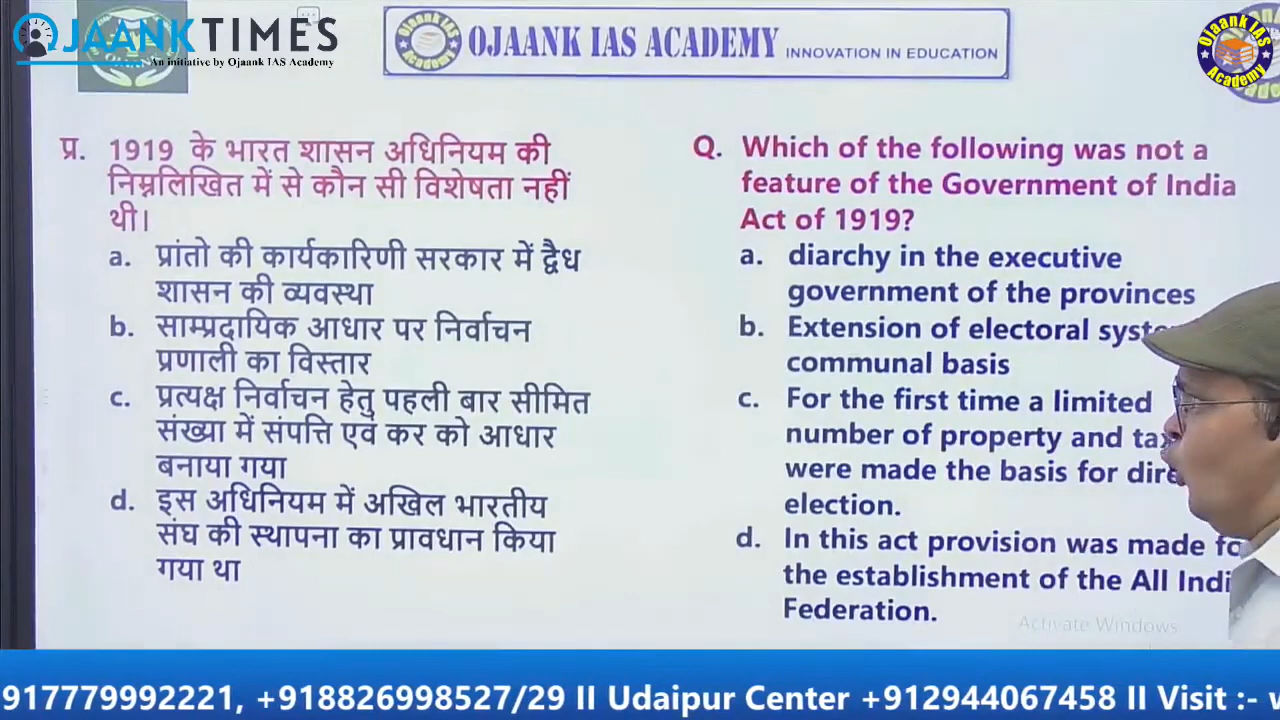 OJAANKTIMES
An initiative by Ojaank IAS Academy
OJAANK IAS ACADEMY INNOVATION IN EDUCATION
Ojaank IAS
Academy
प्र. 1919 के भारत शासन अधिनियम की
निम्नलिखित में से कौन सी विशेषता नहीं
थी।
a. प्रांतो की कार्यकारिणी सरकार में द्वैध
शासन की व्यवस्था
b. साम्प्रदायिक आधार पर निर्वाचन
प्रणाली का विस्तार
c. प्रत्यक्ष निर्वाचन हेतु पहली बार सीमित
संख्या में संपत्ति एवं कर को आधार
बनाया गया
d. इस अधिनियम में अखिल भारतीय
संघ की स्थापना का प्रावधान किया
गया था
Q. Which of the following was not a
feature of the Government of India
Act of 1919?
a. diarchy in the executive
government of the provinces
b. Extension of electoral
communal basis
c. For the first time a limited
number of property and
were made the basis for
election.
d. In this act provision was made
the establishment of the All
Federation.
Activate Windows
917779992221, +918826998527/29 II Udaipur Center +912944067458 II Visit :-